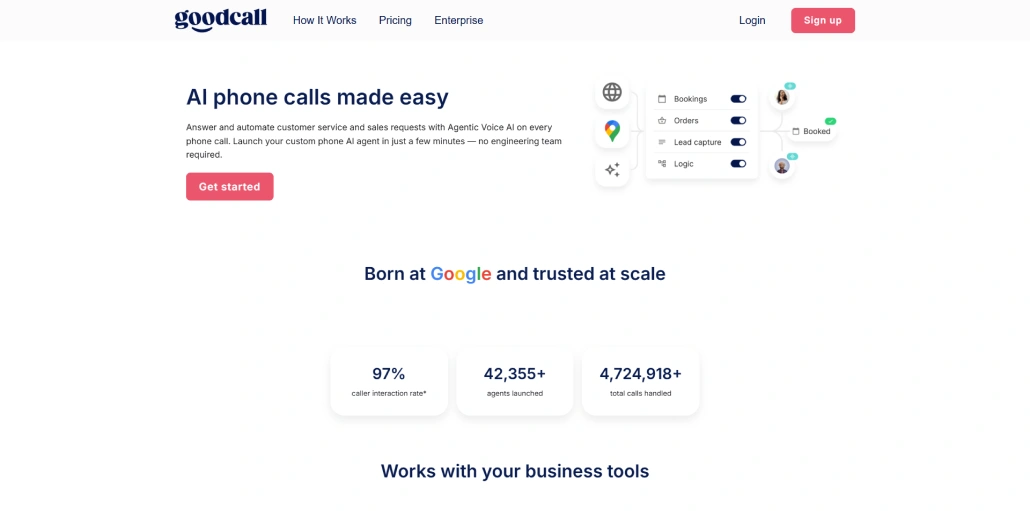 goodcall
How It Works
Pricing
Enterprise
Login
Sign up
AI phone calls made easy
Answer and automate customer service and sales requests with Agentic Voice AI on every
phone call. Launch your custom phone AI agent in just a few minutes — no engineering team
required.
Get started
Bookings
Orders
Lead capture
Logic
Booked
Born at Google and trusted at scale
97%
caller interaction rate*
42,355+
agents launched
4,724,918+
total calls handled
Works with your business tools